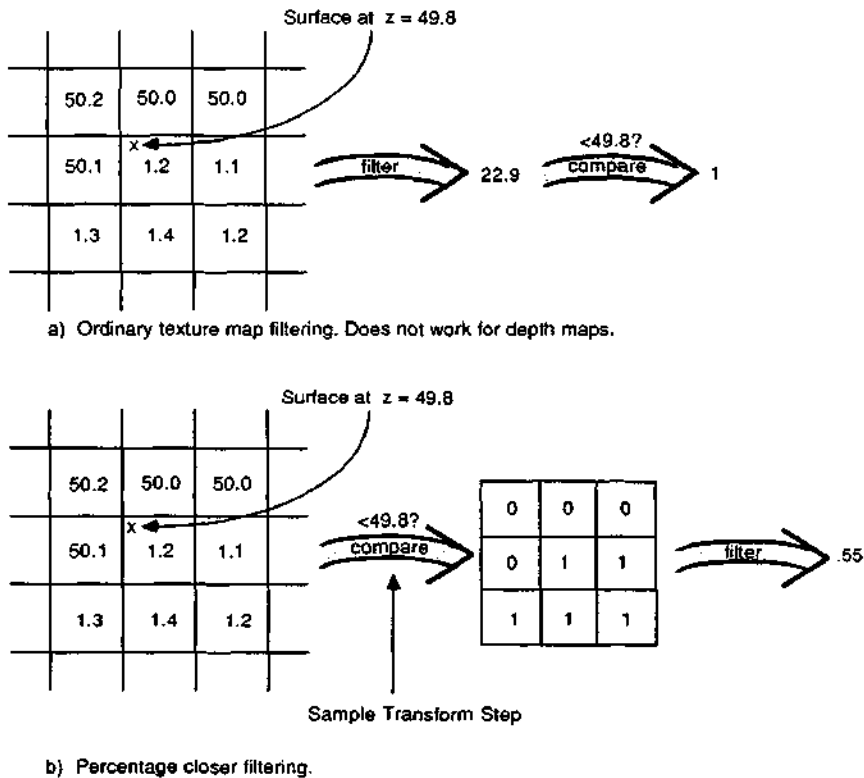 Surface at z = 49.8
50.2 50.0 50.0
x
50.1 1.2 1.1
1.3 1.4 1.2
filter
22.9
<49.8?
compare
1
a) Ordinary texture map filtering. Does not work for depth maps.
Surface at z = 49.8
50.2 50.0 50.0
x
50.1 1.2 1.1
1.3 1.4 1.2
<49.8?
compare
0 0 0
0 1 1
1 1 1
filter
.55
Sample Transform Step
b) Percentage closer filtering.